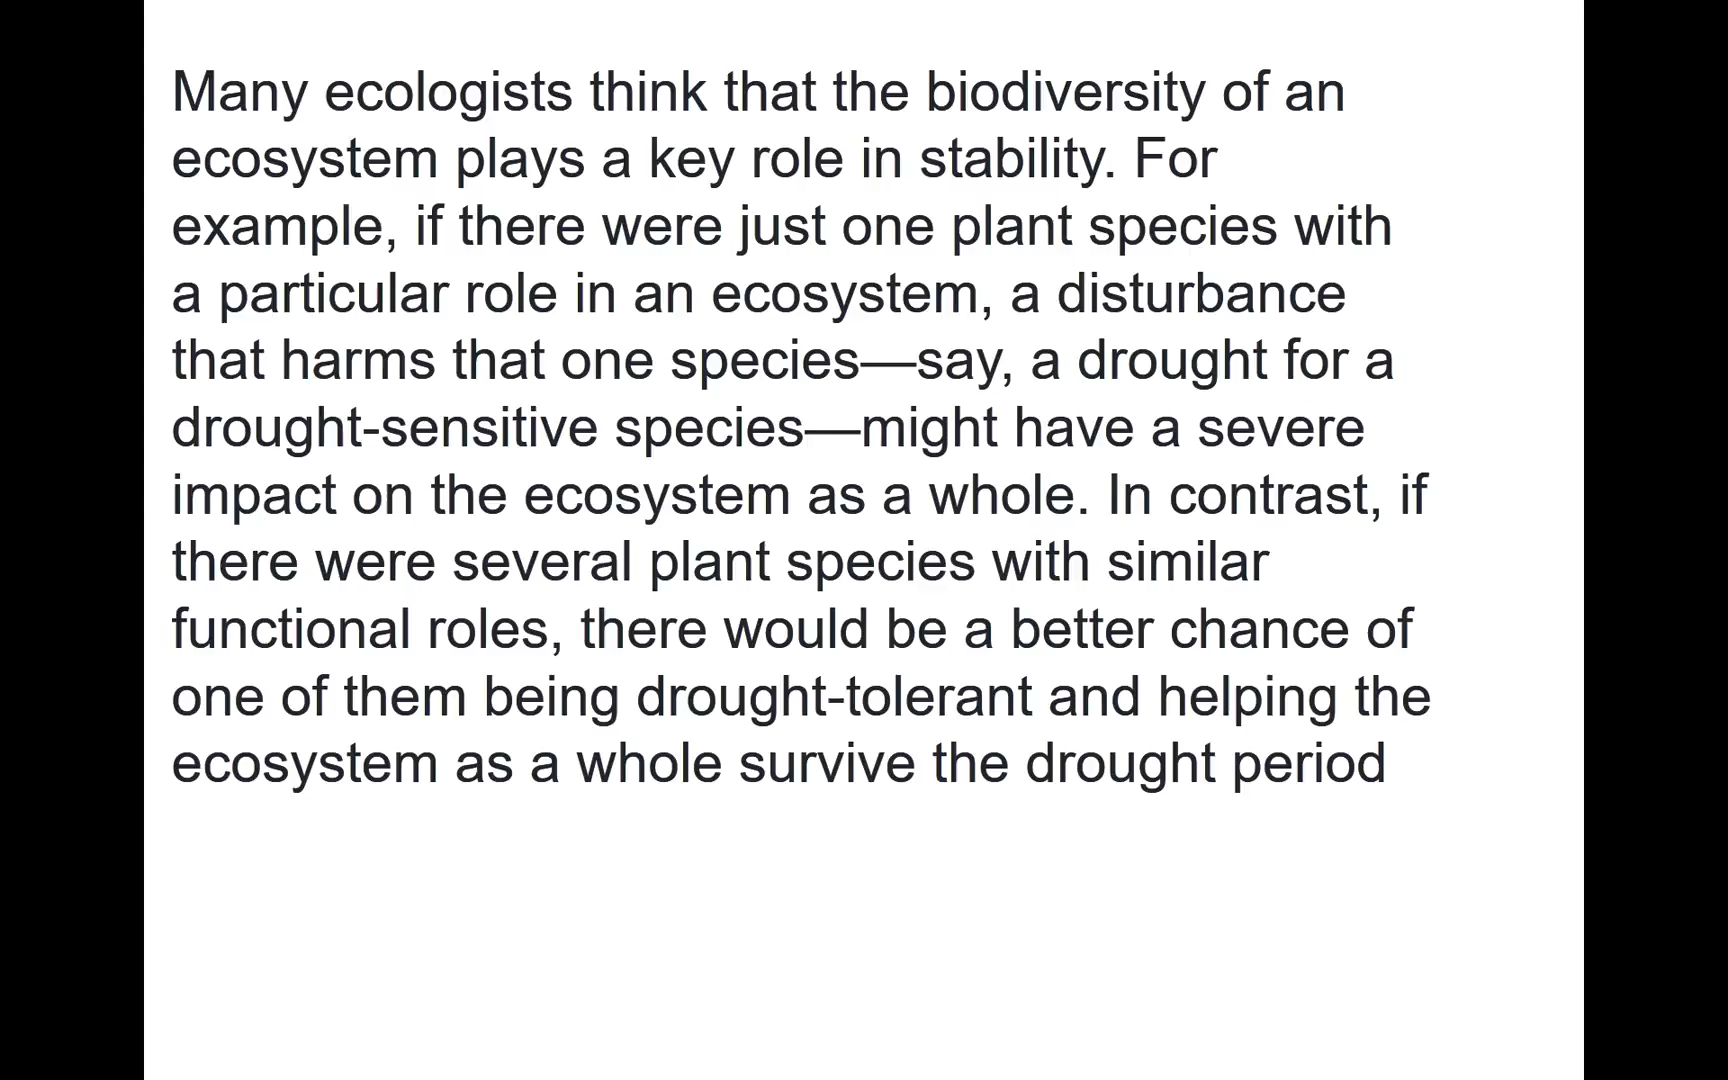 Many ecologists think that the biodiversity of an
ecosystem plays a key role in stability. For
example, if there were just one plant species with
a particular role in an ecosystem, a disturbance
that harms that one species—say, a drought for a
drought-sensitive species—might have a severe
impact on the ecosystem as a whole. In contrast, if
there were several plant species with similar
functional roles, there would be a better chance of
one of them being drought-tolerant and helping the
ecosystem as a whole survive the drought period